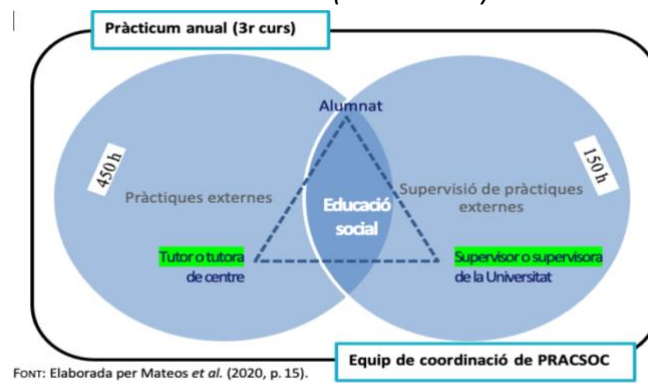 Pràcticum anual (3r curs)
Alumnat
450 h
150 h
Pràctiques externes
Supervisió de pràctiques
externes
Educació
social
Tutor o tutora
de centre
Supervisor o supervisora
de la Universitat
Equip de coordinació de PRACSOC
FONT: Elaborada per Mateos et al. (2020, p. 15).